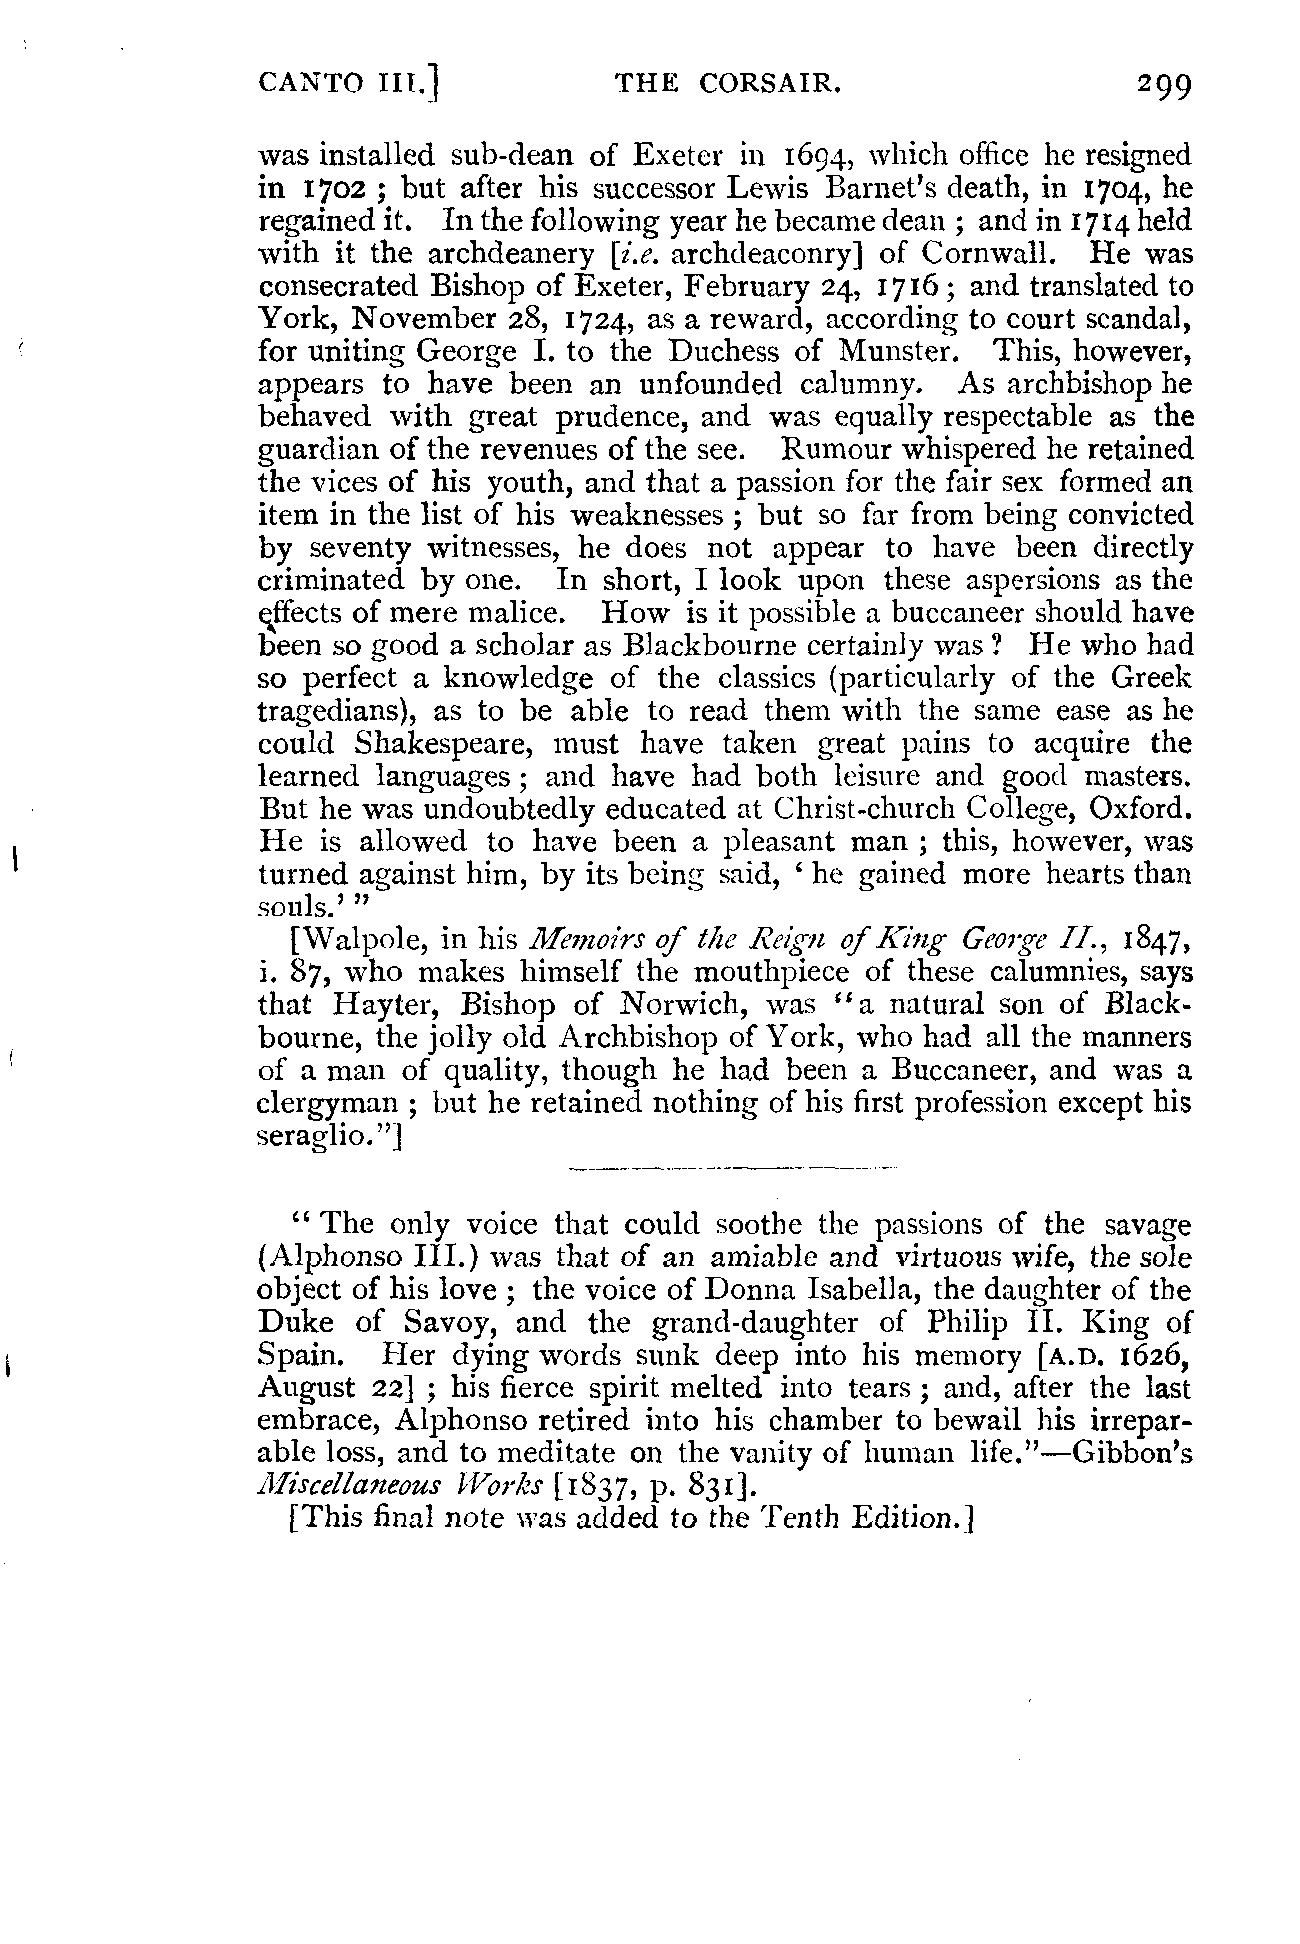 CANTO III.] THE CORSAIR. 299
was installed sub-dean of Exeter in 1694, which office he resigned
in 1702 ; but after his successor Lewis Barnet's death, in 1704, he
regained it. In the following year he became dean ; and in 1714 held
with it the archdeanery [i.e. archdeaconry] of Cornwall. He was
consecrated Bishop of Exeter, February 24, 1716 ; and translated to
York, November 28, 1724, as a reward, according to court scandal,
for uniting George I. to the Duchess of Munster. This, however,
appears to have been an unfounded calumny. As archbishop he
behaved with great prudence, and was equally respectable as the
guardian of the revenues of the see. Rumour whispered he retained
the vices of his youth, and that a passion for the fair sex formed an
item in the list of his weaknesses ; but so far from being convicted
by seventy witnesses, he does not appear to have been directly
criminated by one. In short, I look upon these aspersions as the
effects of mere malice. How is it possible a buccaneer should have
been so good a scholar as Blackbourne certainly was ? He who had
so perfect a knowledge of the classics (particularly of the Greek
tragedians), as to be able to read them with the same ease as he
could Shakespeare, must have taken great pains to acquire the
learned languages ; and have had both leisure and good masters.
But he was undoubtedly educated at Christ-church College, Oxford.
He is allowed to have been a pleasant man ; this, however, was
turned against him, by its being said, ' he gained more hearts than
souls.' "
[Walpole, in his Memoirs of the Reign of King George II., 1847,
i. 87, who makes himself the mouthpiece of these calumnies, says
that Hayter, Bishop of Norwich, was "a natural son of Black-
bourne, the jolly old Archbishop of York, who had all the manners
of a man of quality, though he had been a Buccaneer, and was a
clergyman ; but he retained nothing of his first profession except his
seraglio."]
" The only voice that could soothe the passions of the savage
(Alphonso III.) was that of an amiable and virtuous wife, the sole
object of his love ; the voice of Donna Isabella, the daughter of the
Duke of Savoy, and the grand-daughter of Philip II. King of
Spain. Her dying words sunk deep into his memory [A.D. 1626,
August 22] ; his fierce spirit melted into tears ; and, after the last
embrace, Alphonso retired into his chamber to bewail his irrepar-
able loss, and to meditate on the vanity of human life."—Gibbon's
Miscellaneous Works [1837, p. 831].
[This final note was added to the Tenth Edition.]